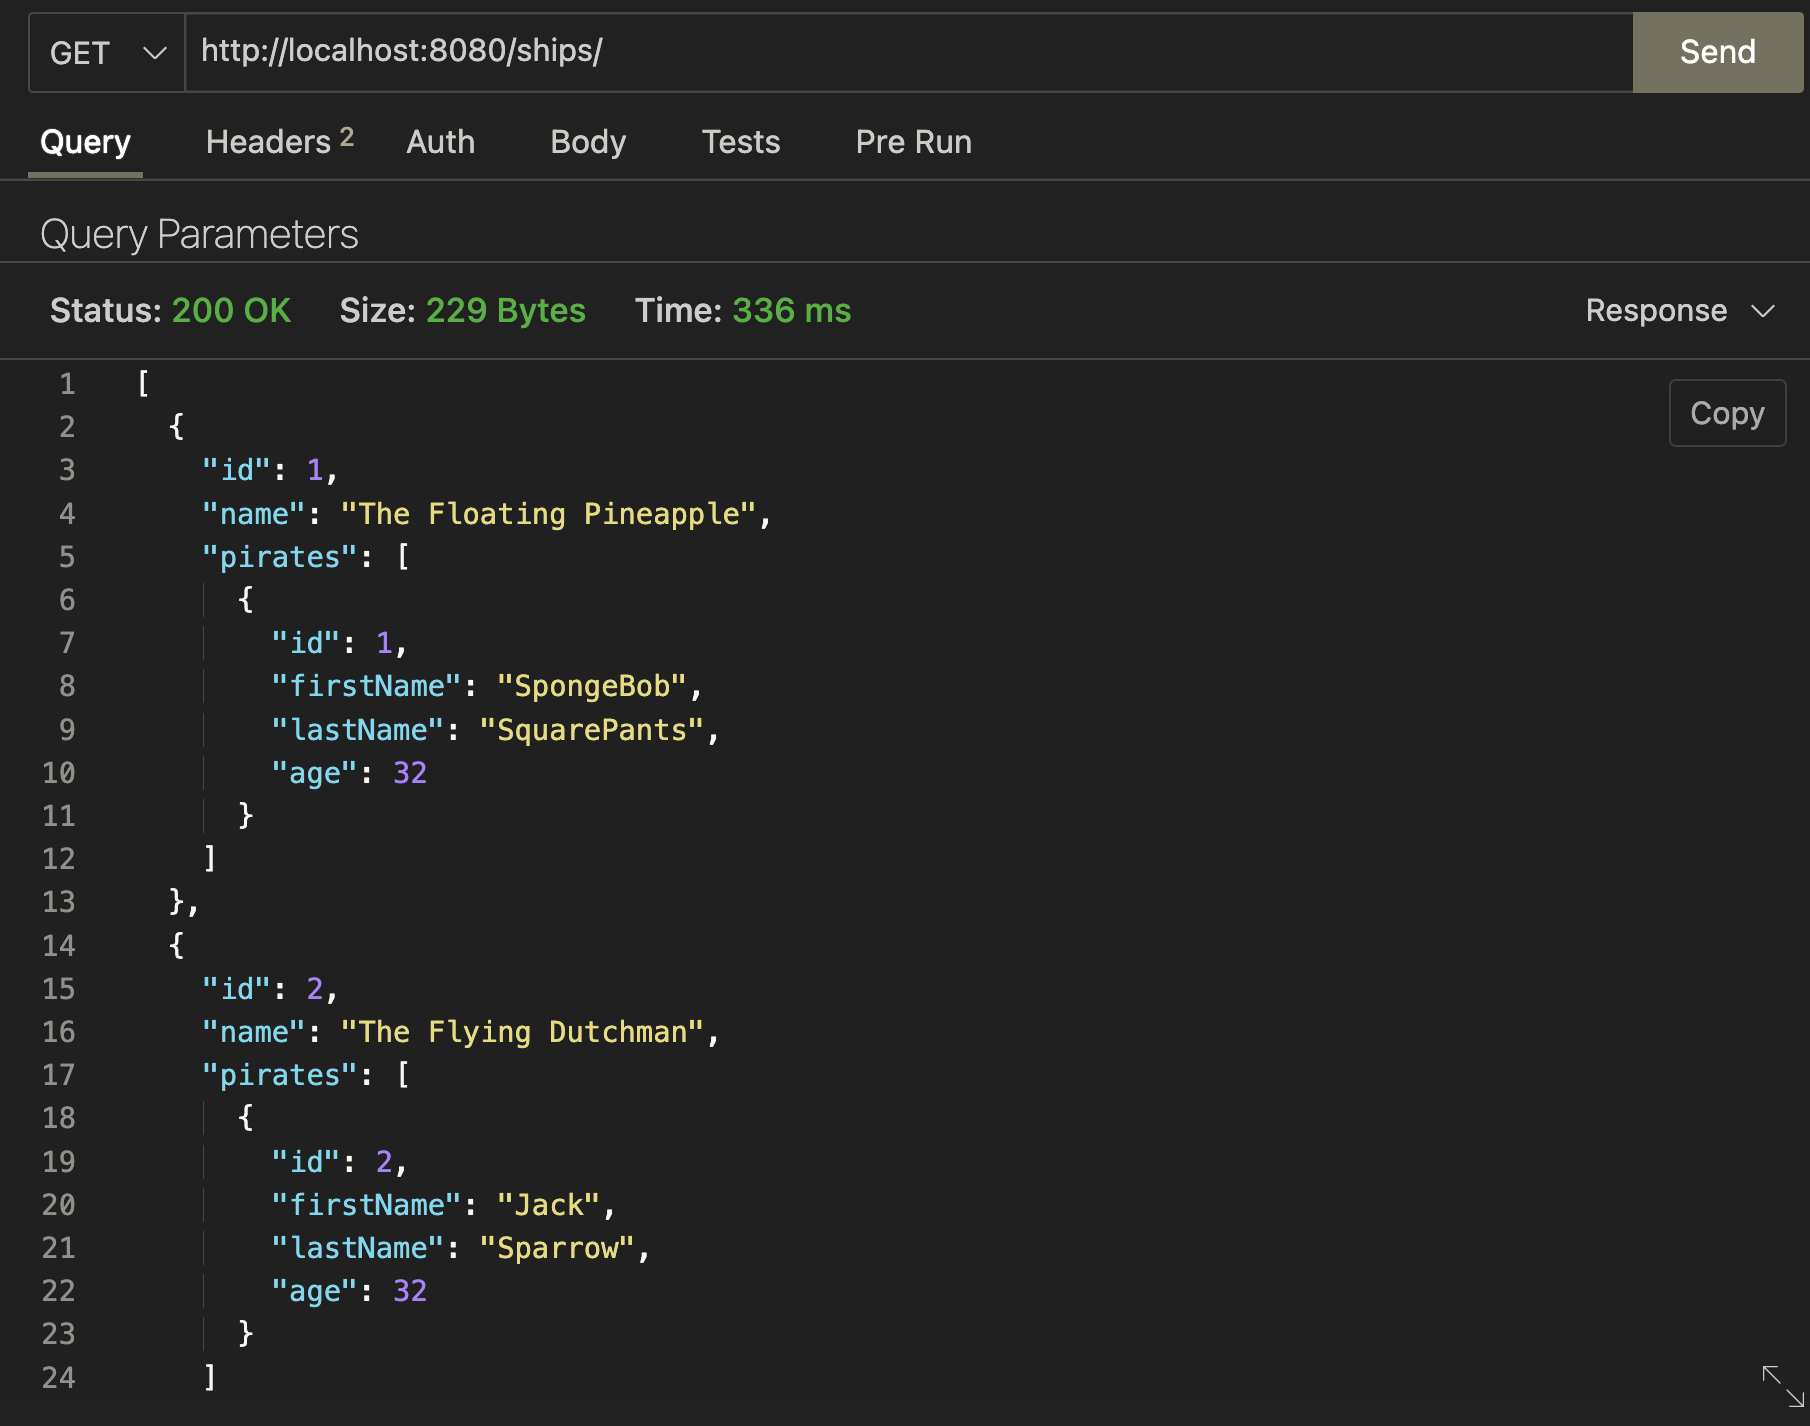 GET http://localhost:8080/ships/ Send
Query Headers 2 Auth Body Tests Pre Run
Query Parameters
Status: 200 OK Size: 229 Bytes Time: 336 ms Response
Copy
1 [
2 {
3 "id": 1,
4 "name": "The Floating Pineapple",
5 "pirates": [
6 {
7 "id": 1,
8 "firstName": "SpongeBob",
9 "lastName": "SquarePants",
10 "age": 32
11 }
12 ]
13 },
14 {
15 "id": 2,
16 "name": "The Flying Dutchman",
17 "pirates": [
18 {
19 "id": 2,
20 "firstName": "Jack",
21 "lastName": "Sparrow",
22 "age": 32
23 }
24 ]